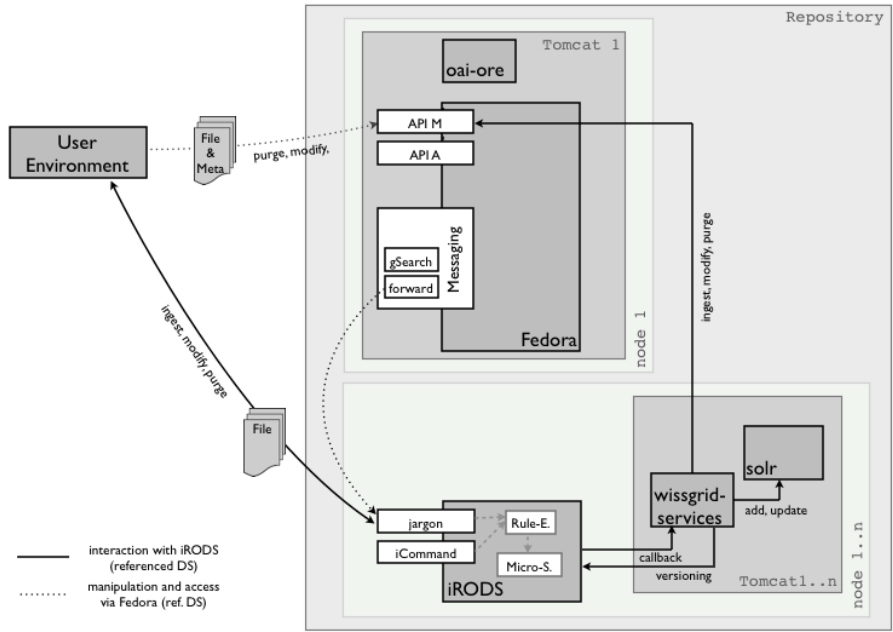 Repository
Tomcat 1
oai-ore
API M
API A
User
Environment
File
&
Meta
purge, modify,
gSearch
forward
Messaging
Fedora
node 1
ingest, modify, purge
ingest, modify, purge
File
solr
wissgrid-
services
add, update
jargon
iCommand
Rule-E.
Micro-S.
iRODS
callback
versioning
Tomcat1..n
node 1..n
interaction with iRODS
(referenced DS)
manipulation and access
via Fedora (ref. DS)